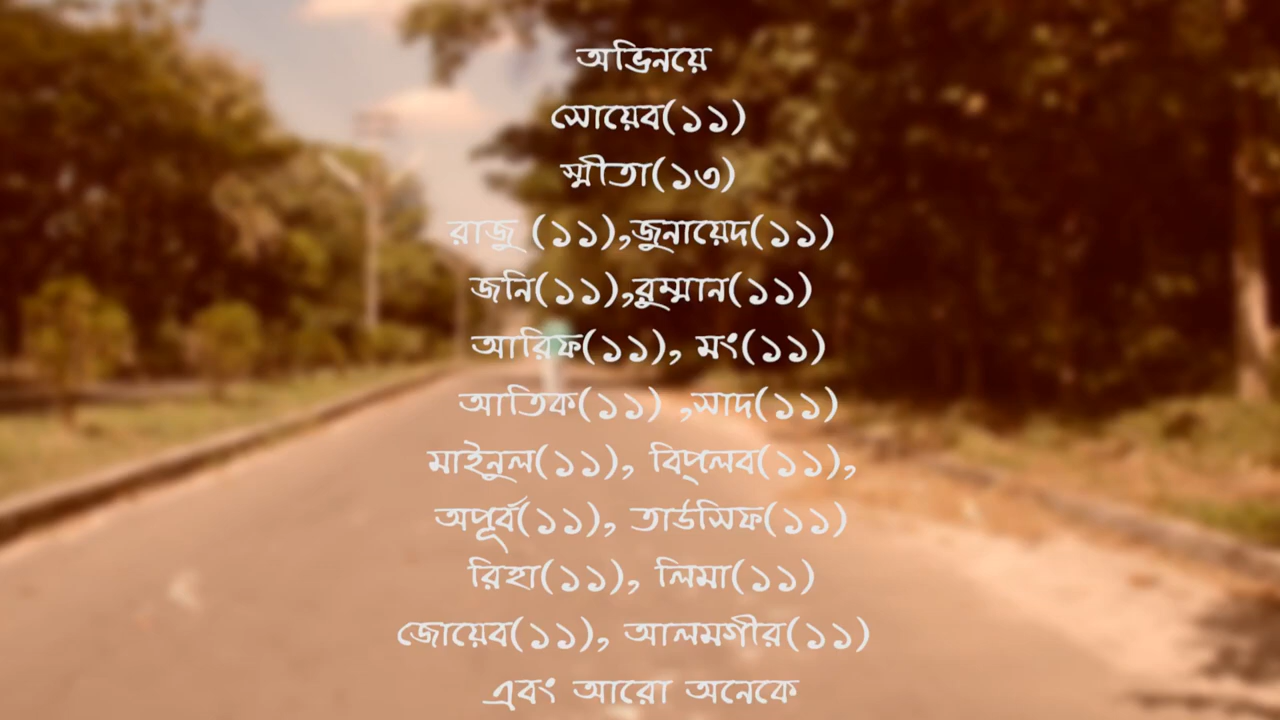 অভিনয়ে
সোয়েব(১১)
স্মীতা(১৩)
রাজু (১১),জুনায়েদ(১১)
জনি(১১),রুম্মান(১১)
আরিফ(১১), মং(১১)
আতিক(১১) ,সাদ(১১)
মাইনুল(১১), বিপ্লব(১১),
অপূর্ব(১১), তাউসিফ(১১)
রিহা(১১), লিমা(১১)
জোয়েব(১১), আলমগীর(১১)
এবং আরো অনেকে